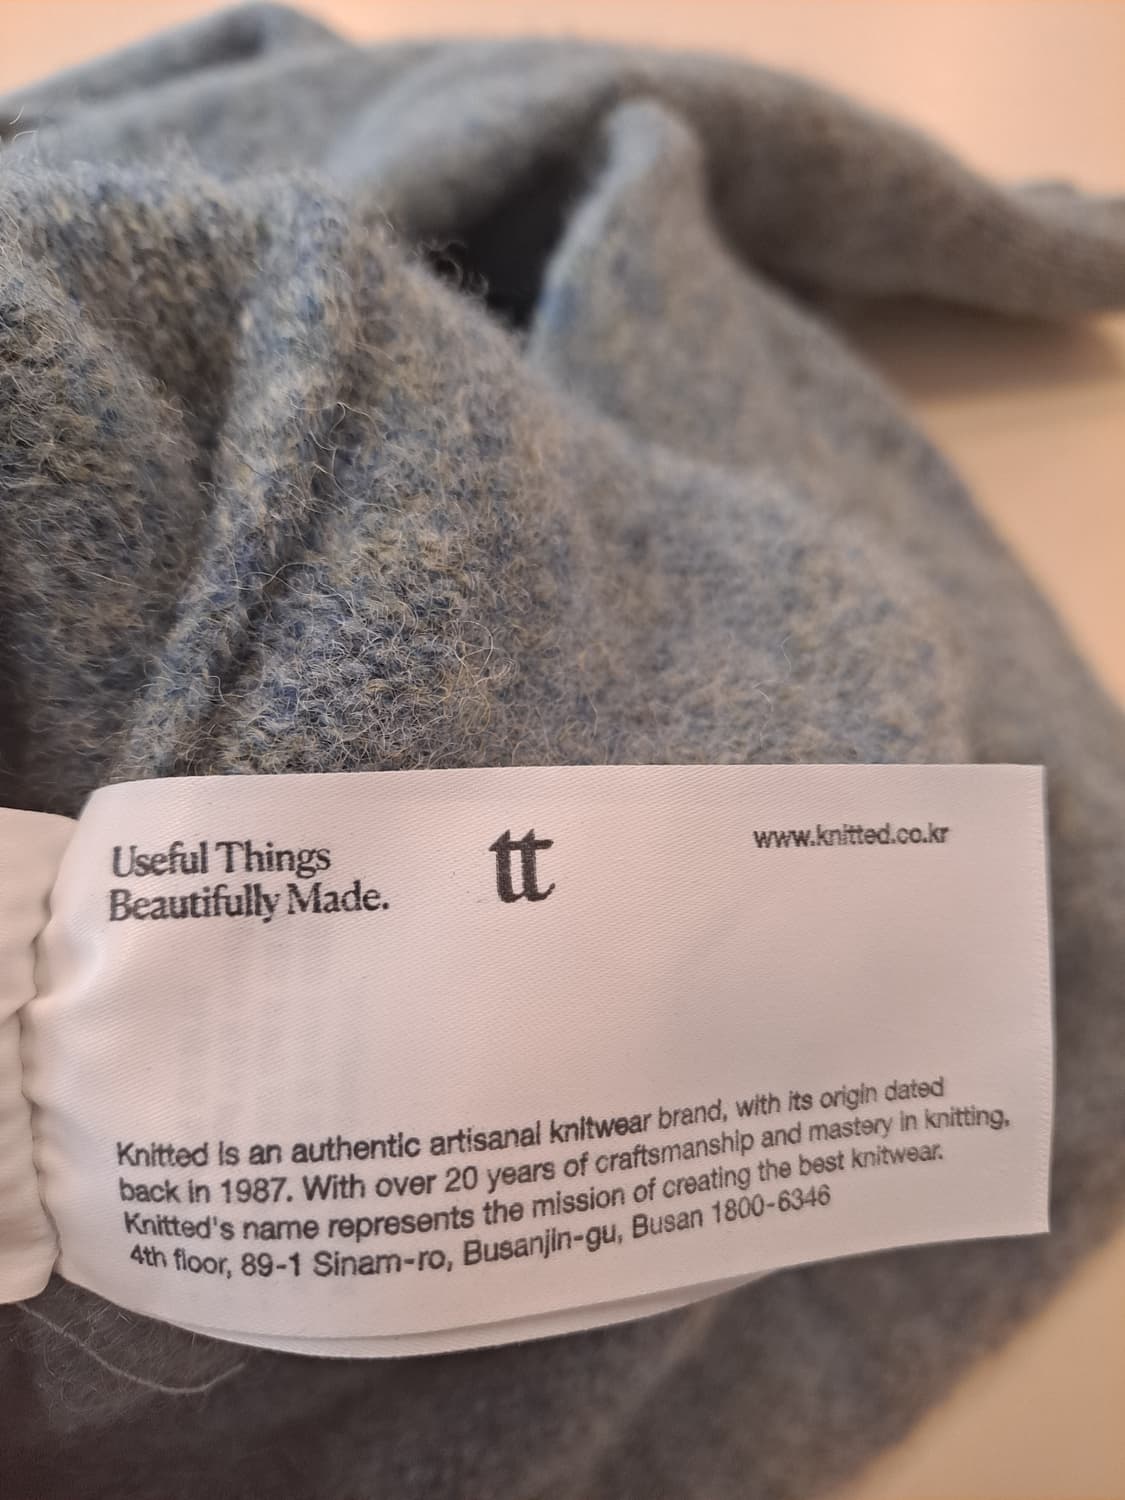 Useful Things
Beautifully Made.
tt
www.knitted.co.kr
Knitted is an authentic artisanal knitwear brand, with its origin dated
back in 1987. With over 20 years of craftsmanship and mastery in knitting,
Knitted's name represents the mission of creating the best knitwear.
4th floor, 89-1 Sinam-ro, Busanjin-gu, Busan 1800-6346